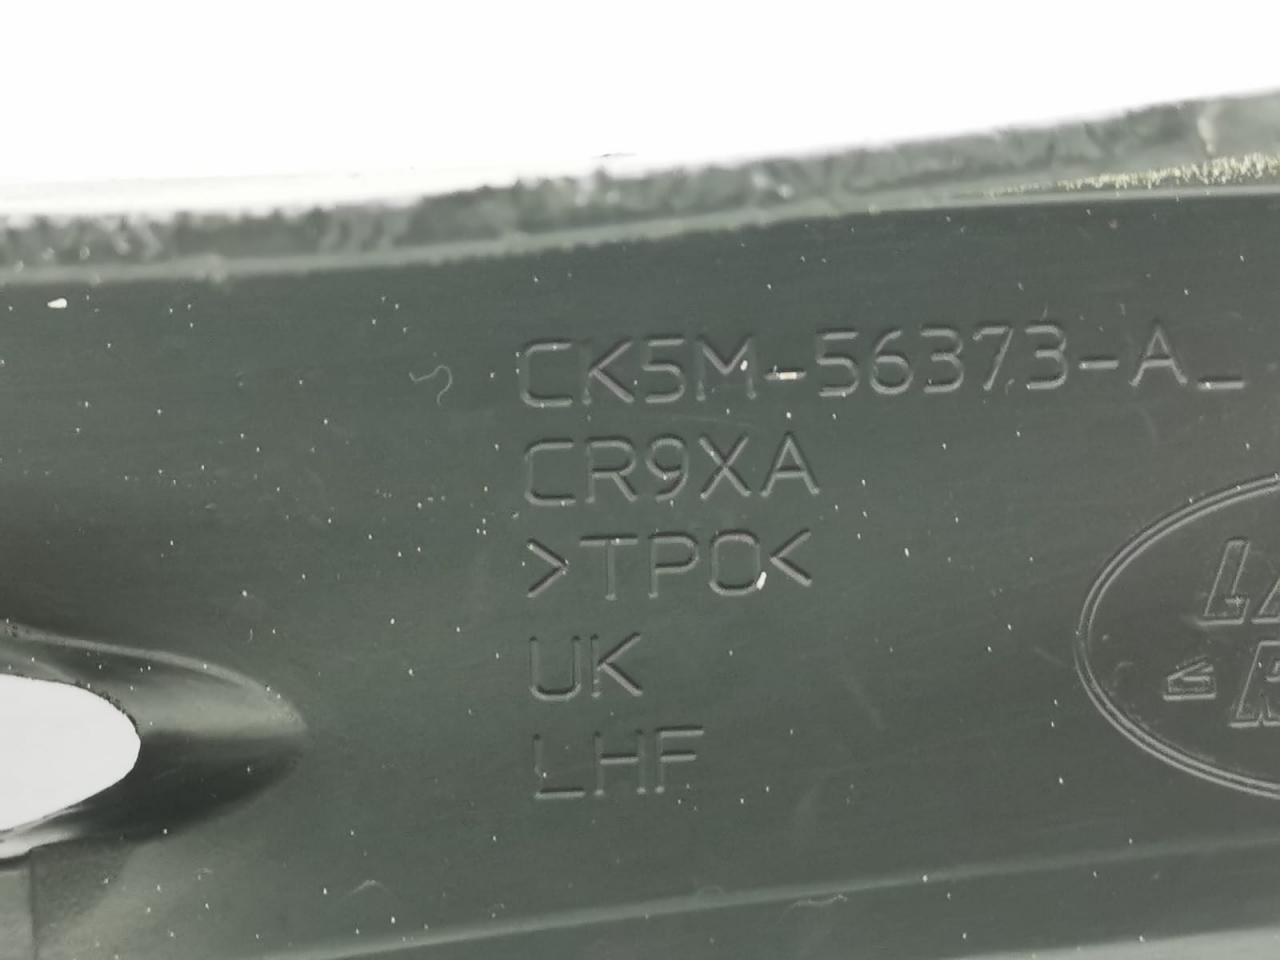 CK5M-56373-A_
CR9XA
>TPO<
UK
LHF